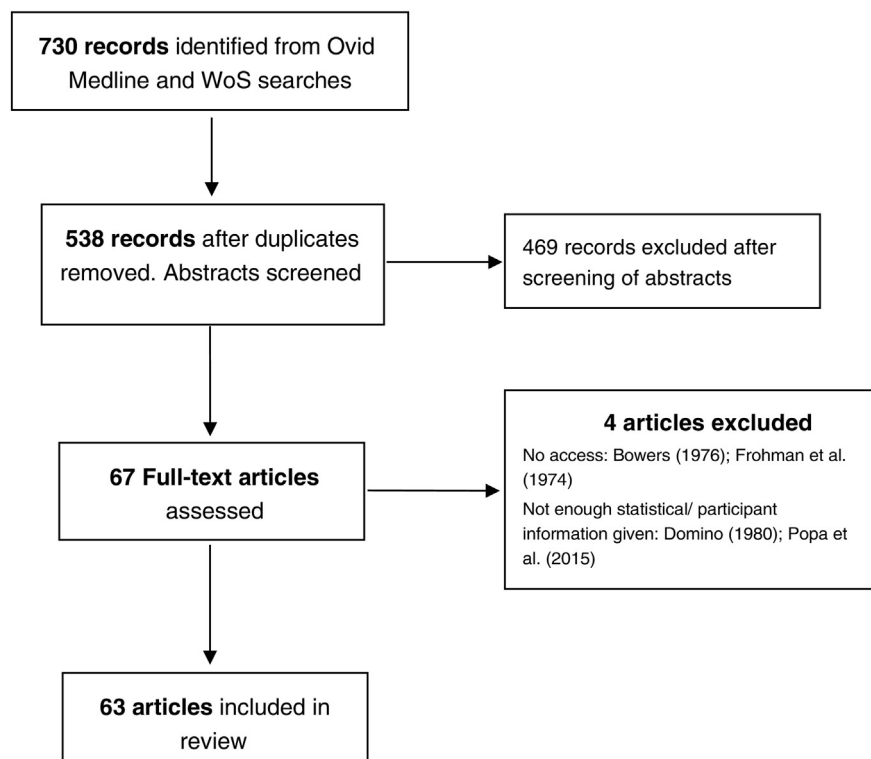 730 records identified from Ovid
Medline and WoS searches
538 records after duplicates
removed. Abstracts screened
469 records excluded after
screening of abstracts
67 Full-text articles
assessed
4 articles excluded
No access: Bowers (1976); Frohman et al.
(1974)
Not enough statistical/ participant
information given: Domino (1980); Popa et
al. (2015)
63 articles included in
review